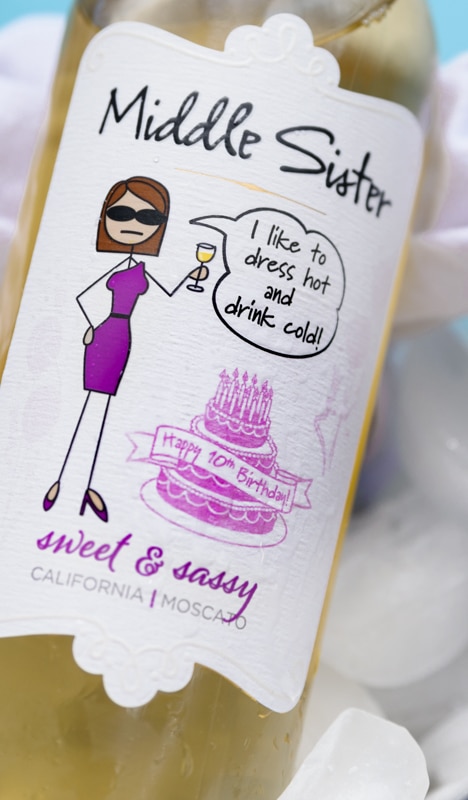 Middle Sister
I like to
dress hot
and
drink cold!
Happy 10th Birthday!
sweet & sassy
CALIFORNIA | MOSCATO